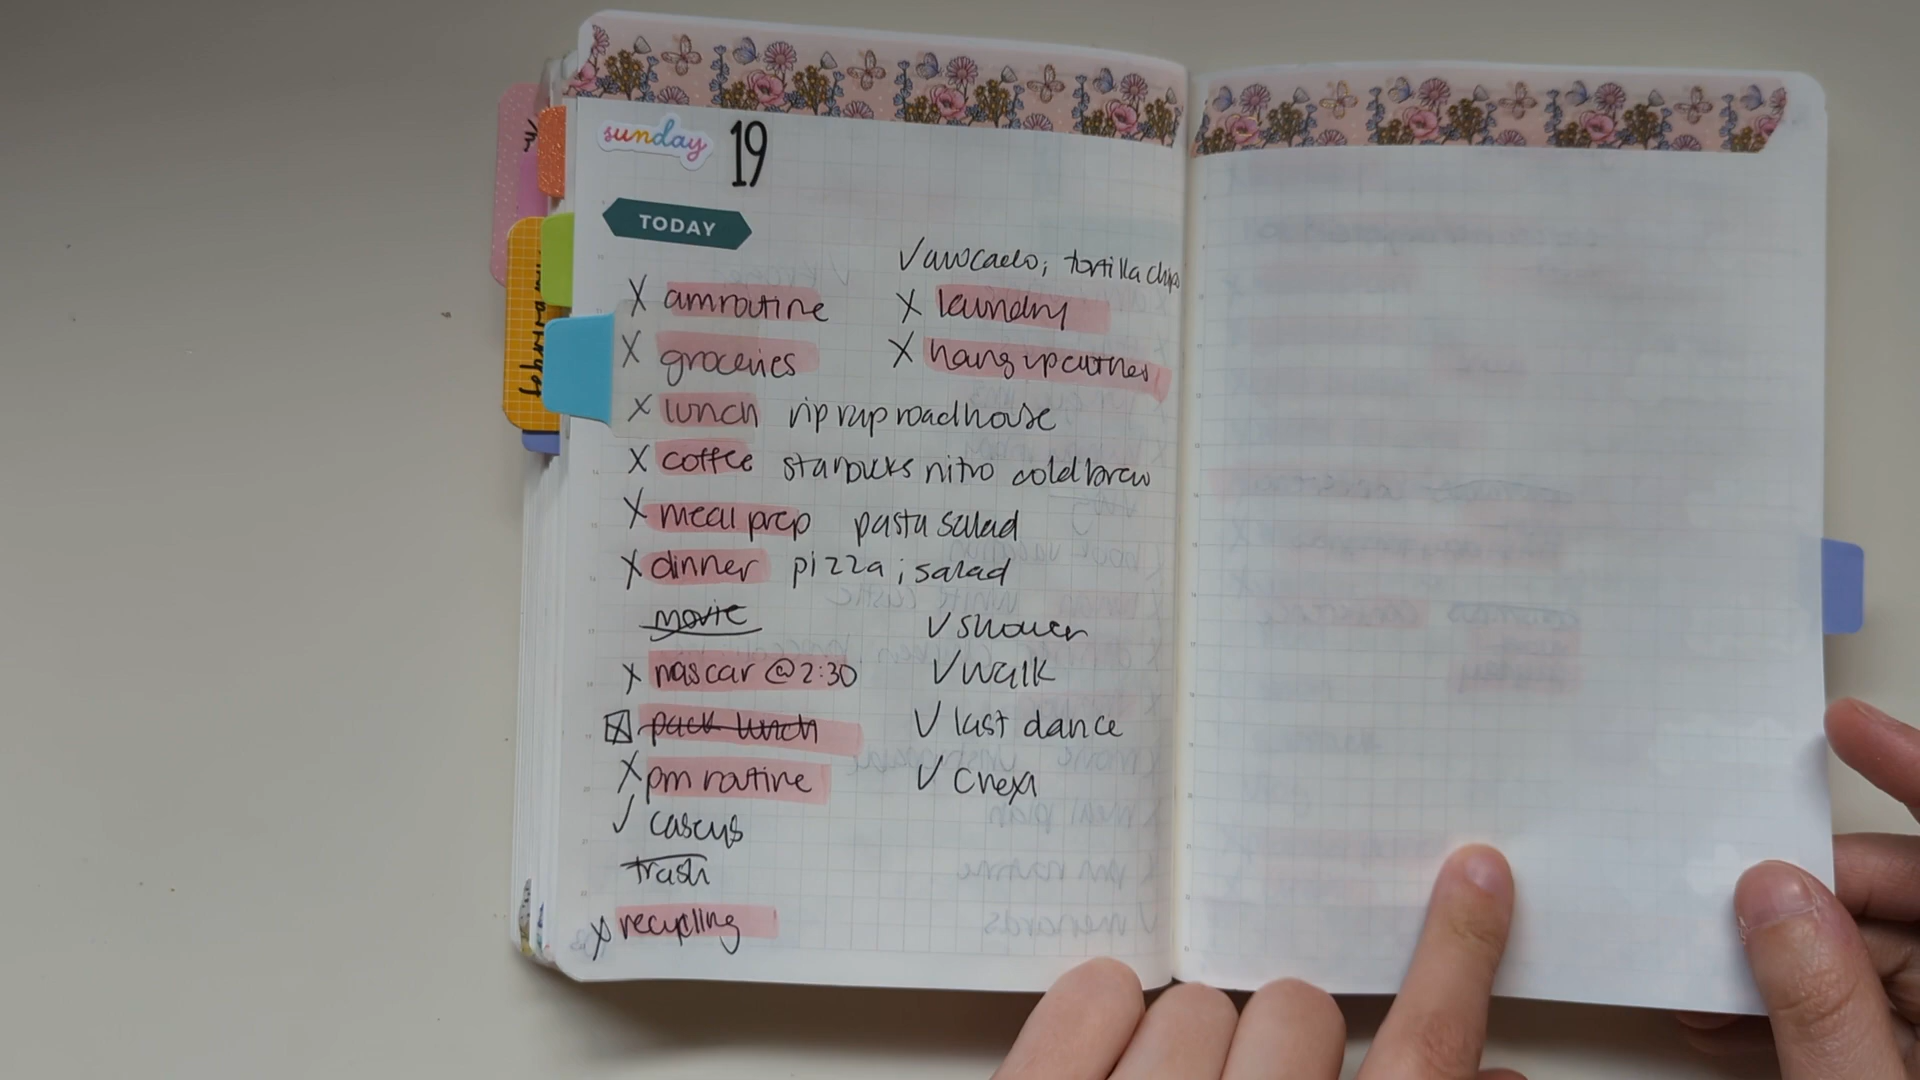 sunday 19
TODAY
√ avocado; tortilla chips
X am routine
X laundry
X groceries
X hang up clothes
X lunch rip rap roadhouse
X coffee starbucks nitro cold brew
X meal prep pasta salad
X dinner pizza; salad
movie
√ shower
X nascar @ 2:30
√ walk
X pack lunch
√ last dance
X pm routine
√ chexi
√ caseys
trash
X recycling